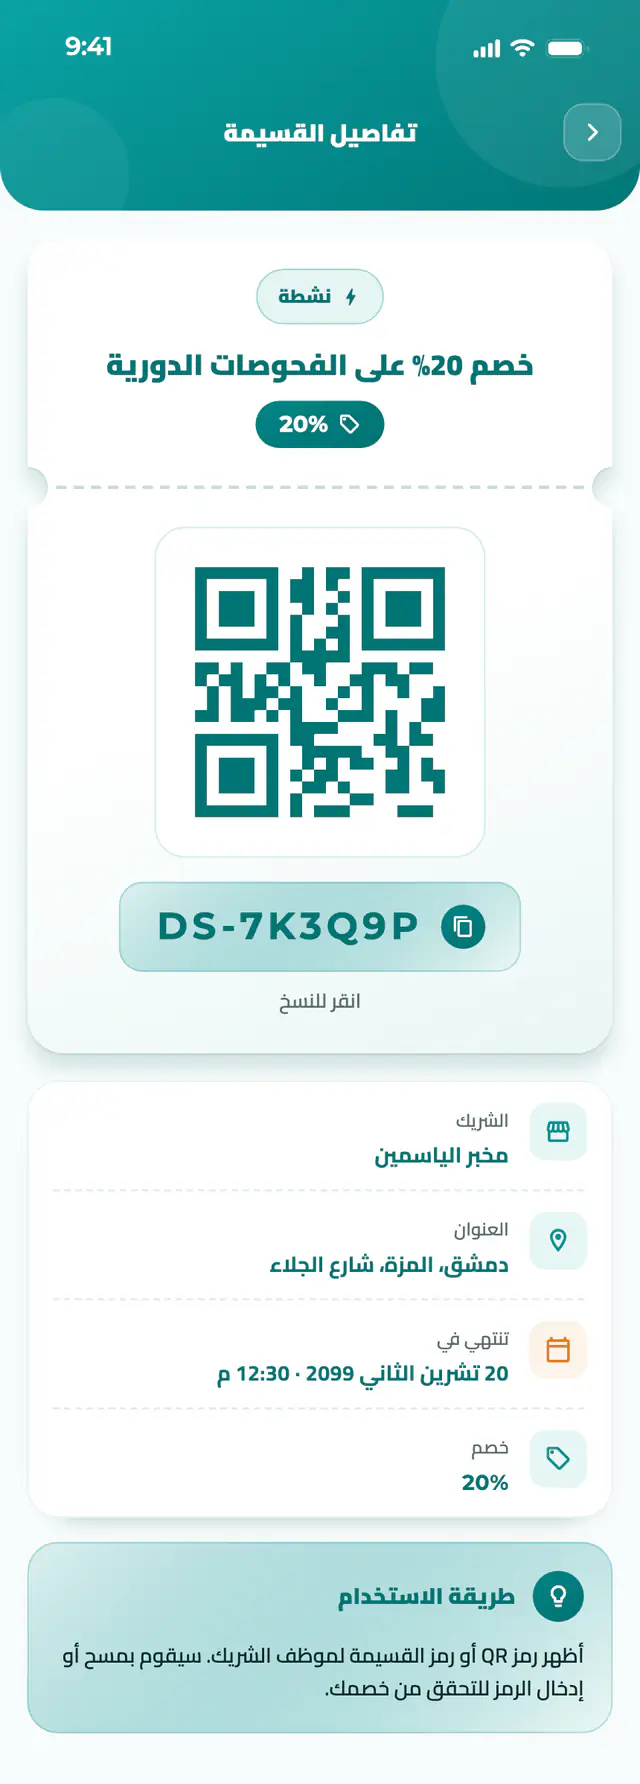 9:41
تفاصيل القسيمة
نشطة
خصم 20% على الفحوصات الدورية
20%
DS-7K3Q9P
انقر للنسخ
الشريك
مخبر الياسمين
العنوان
دمشق، المزة، شارع الجلاء
تنتهي في
20 تشرين الثاني 2099 · 12:30 م
خصم
20%
طريقة الاستخدام
أظهر رمز QR أو رمز القسيمة لموظف الشريك. سيقوم بمسح أو
إدخال الرمز للتحقق من خصمك.